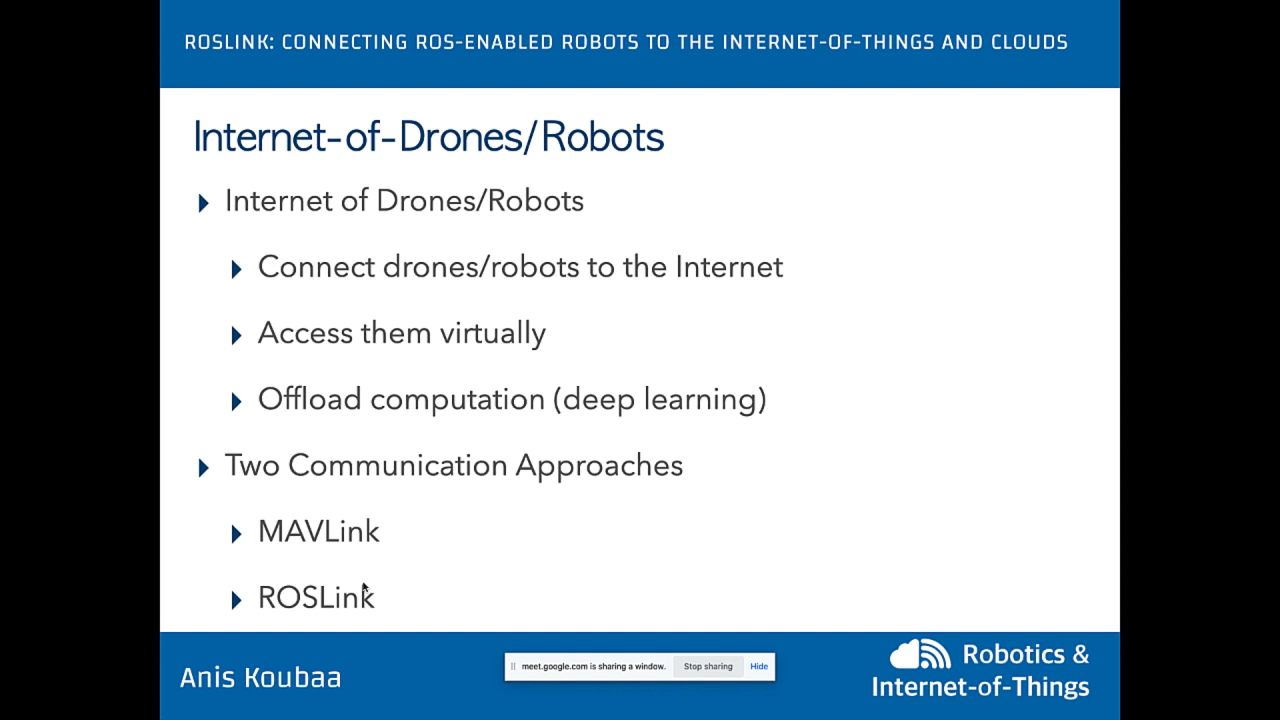 ROSLINK: CONNECTING ROS-ENABLED ROBOTS TO THE INTERNET-OF-THINGS AND CLOUDS
Internet-of-Drones/Robots
Internet of Drones/Robots
Connect drones/robots to the Internet
Access them virtually
Offload computation (deep learning)
Two Communication Approaches
MAVLink
ROSLink
Anis Koubaa
meet.google.com is sharing a window. Stop sharing Hide
Robotics &
Internet-of-Things